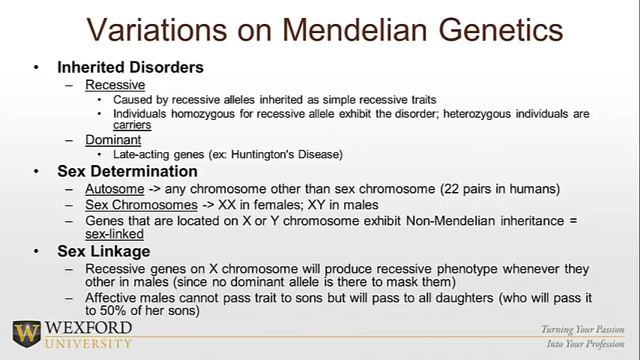 Variations on Mendelian Genetics
• Inherited Disorders
– Recessive
• Caused by recessive alleles inherited as simple recessive traits
• Individuals homozygous for recessive allele exhibit the disorder; heterozygous individuals are
carriers
– Dominant
• Late-acting genes (ex: Huntington's Disease)
• Sex Determination
– Autosome -> any chromosome other than sex chromosome (22 pairs in humans)
– Sex Chromosomes -> XX in females; XY in males
– Genes that are located on X or Y chromosome exhibit Non-Mendelian inheritance =
sex-linked
• Sex Linkage
– Recessive genes on X chromosome will produce recessive phenotype whenever they
other in males (since no dominant allele is there to mask them)
– Affective males cannot pass trait to sons but will pass to all daughters (who will pass it
to 50% of her sons)
W WEXFORD
UNIVERSITY
Turning Your Passion
Into Your Profession